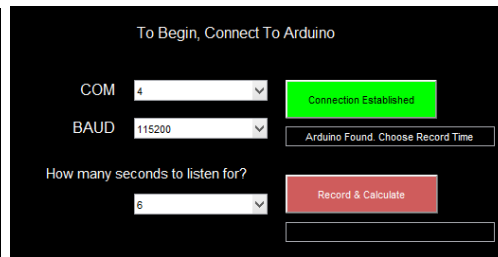 To Begin, Connect To Arduino
COM 4 Connection Established
BAUD 115200 Arduino Found. Choose Record Time
How many seconds to listen for?
6 Record & Calculate